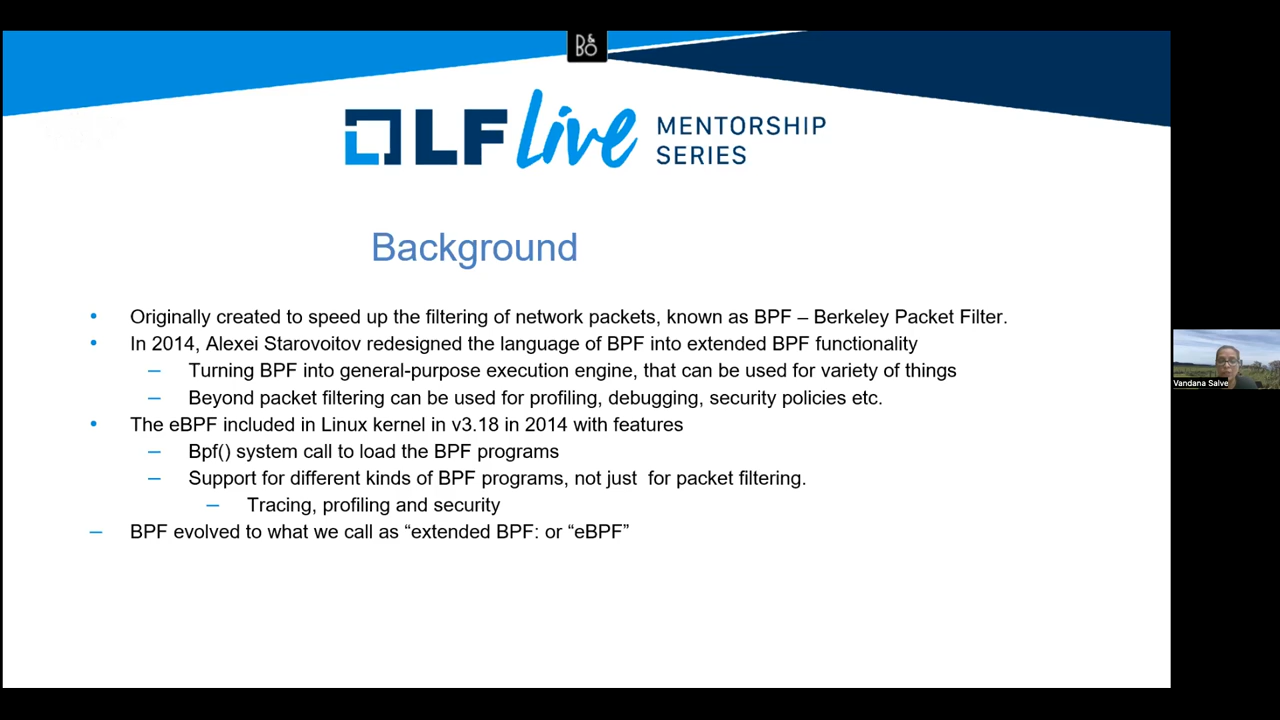 B&O
LF Live MENTORSHIP SERIES
Background
• Originally created to speed up the filtering of network packets, known as BPF – Berkeley Packet Filter.
• In 2014, Alexei Starovoitov redesigned the language of BPF into extended BPF functionality
– Turning BPF into general-purpose execution engine, that can be used for variety of things
– Beyond packet filtering can be used for profiling, debugging, security policies etc.
• The eBPF included in Linux kernel in v3.18 in 2014 with features
– Bpf() system call to load the BPF programs
– Support for different kinds of BPF programs, not just  for packet filtering.
– Tracing, profiling and security
– BPF evolved to what we call as “extended BPF: or “eBPF”
Vandana Salve